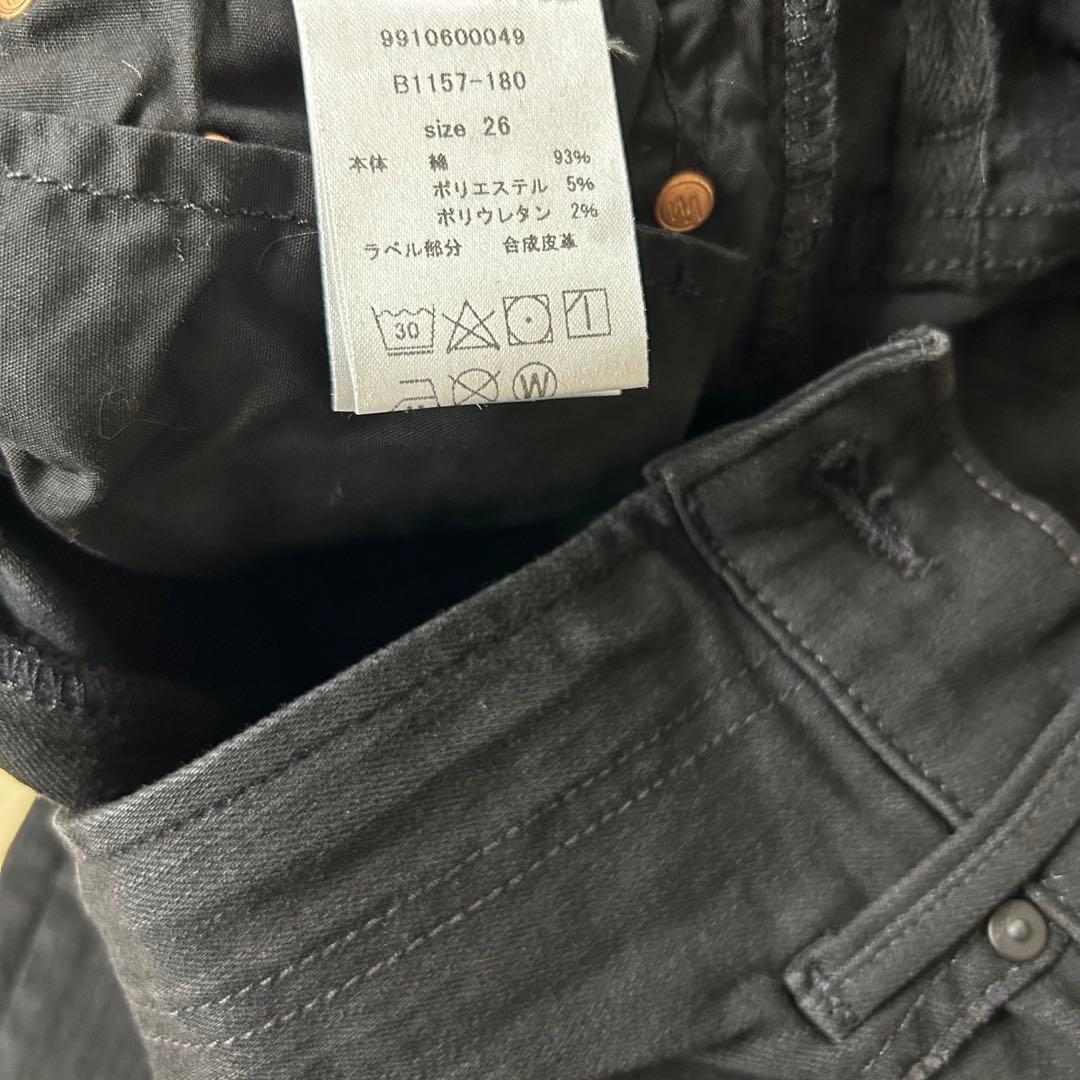 9910600049
B1157-180
size 26
本体 綿 93%
ポリエステル 5%
ポリウレタン 2%
ラベル部分 合成皮革
30
W